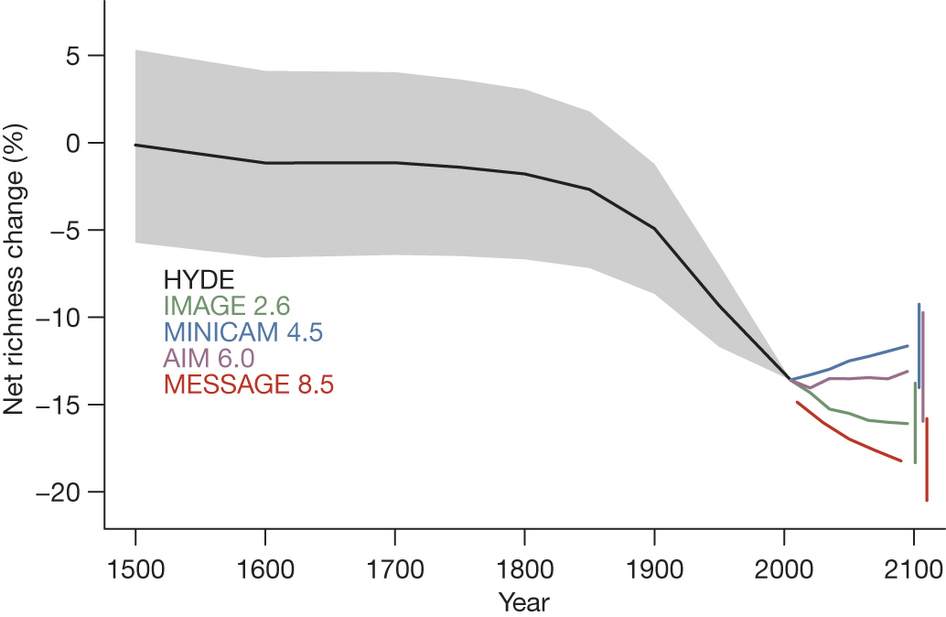 5
0
−5
−10
−15
−20
Net richness change (%)
HYDE
IMAGE 2.6
MINICAM 4.5
AIM 6.0
MESSAGE 8.5
1500 1600 1700 1800 1900 2000 2100
Year